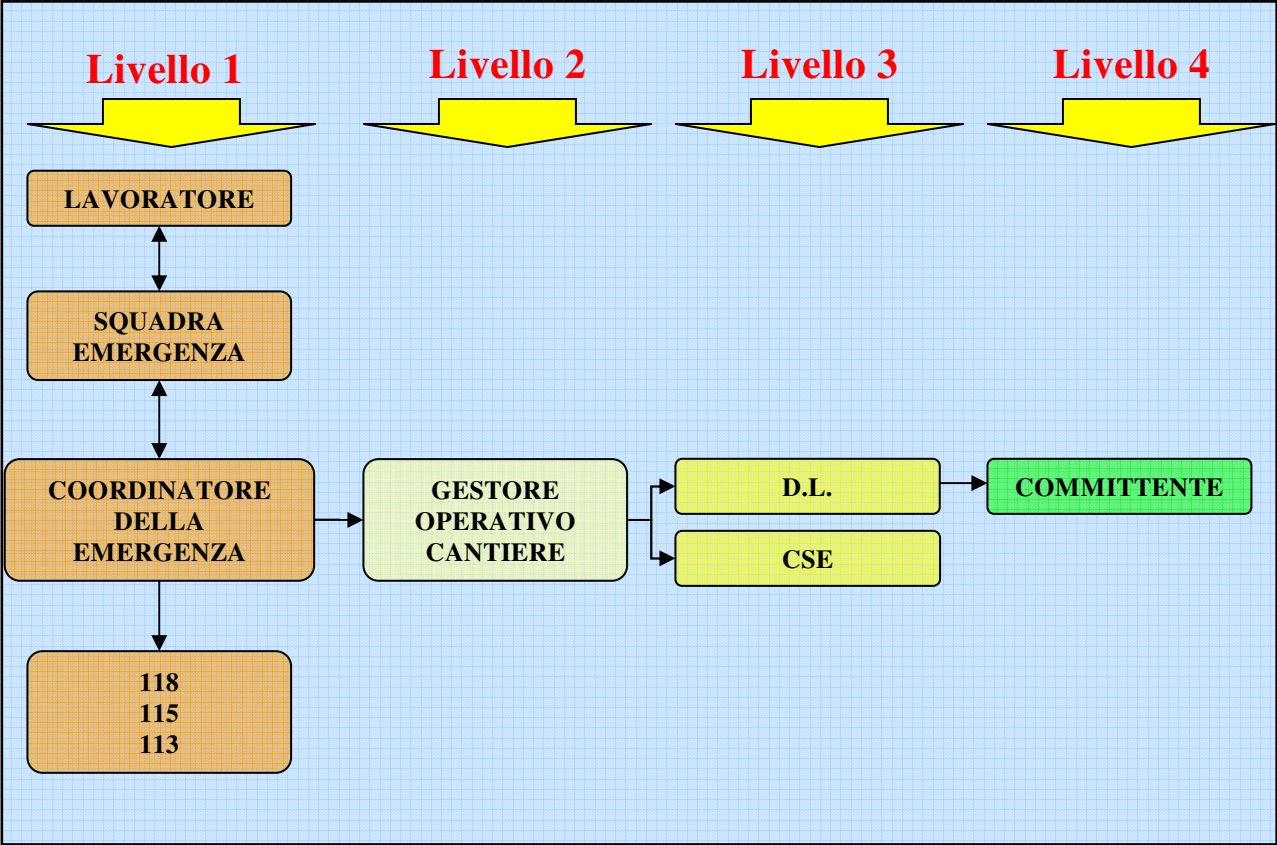 Livello 1
Livello 2
Livello 3
Livello 4
LAVORATORE
SQUADRA
EMERGENZA
COORDINATORE
DELLA
EMERGENZA
GESTORE
OPERATIVO
CANTIERE
D.L.
CSE
COMMITTENTE
118
115
113